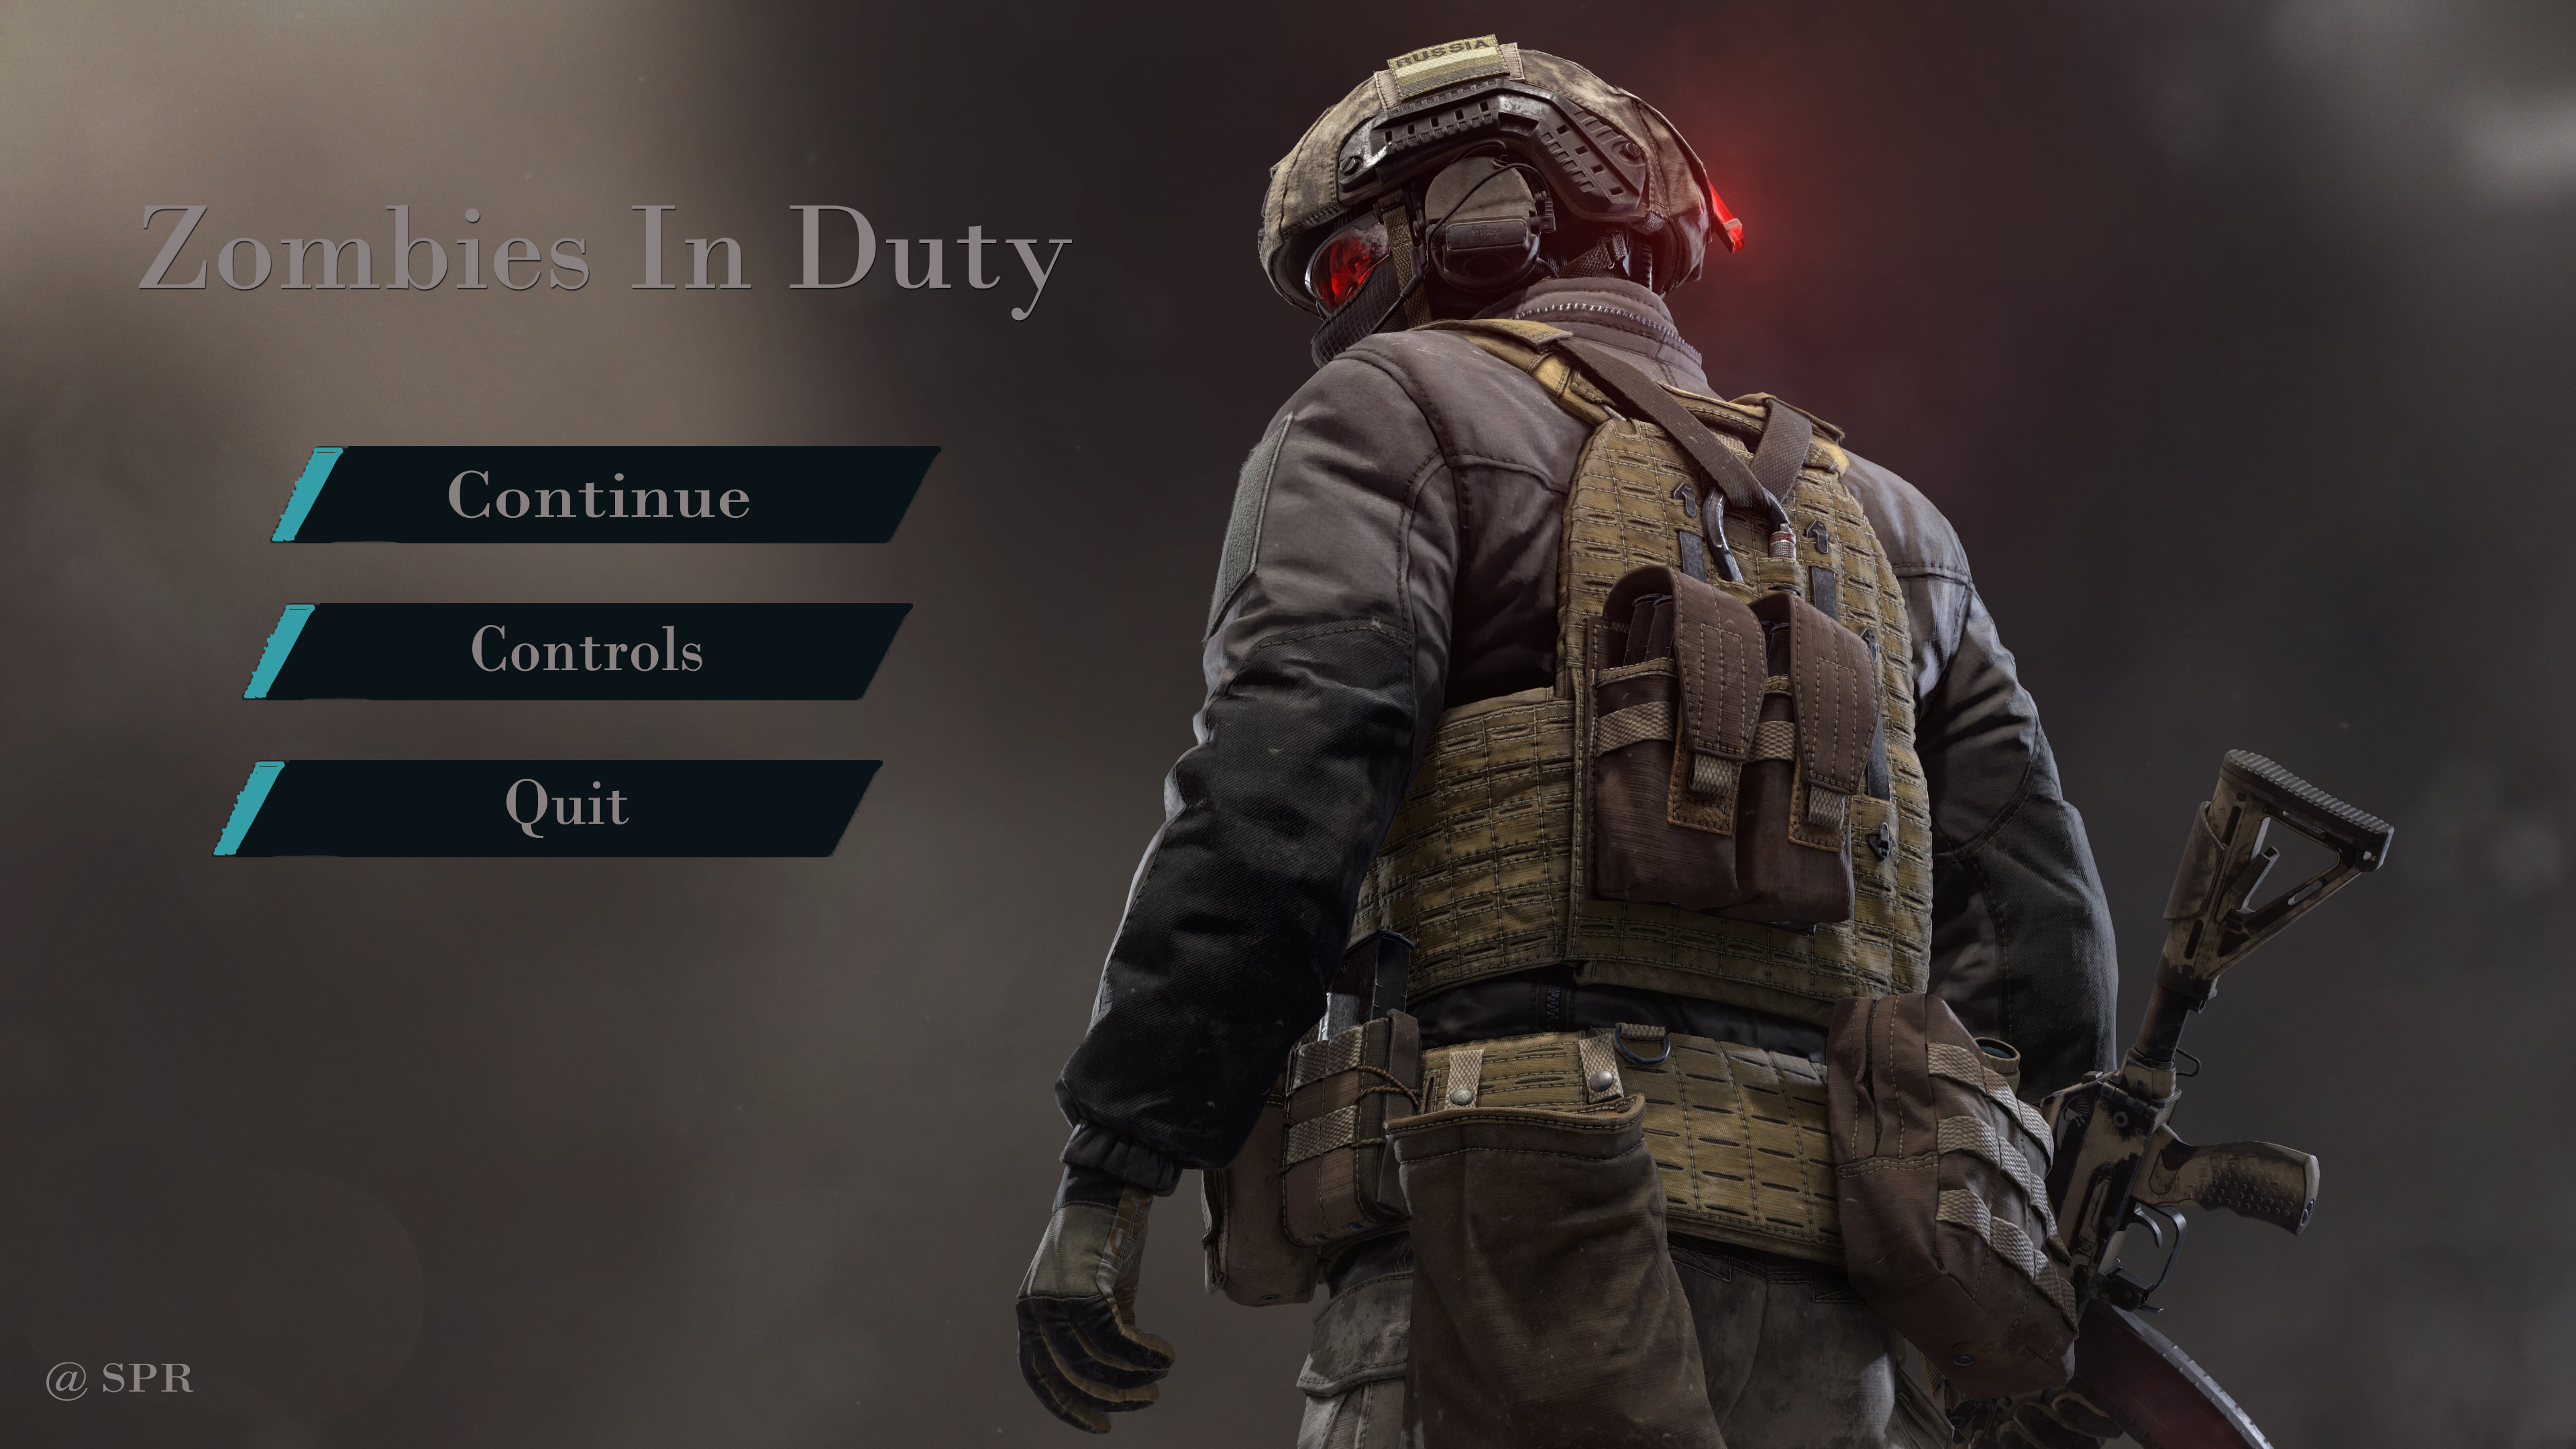 RUSSIA
Zombies In Duty
Continue
Controls
Quit
@ SPR